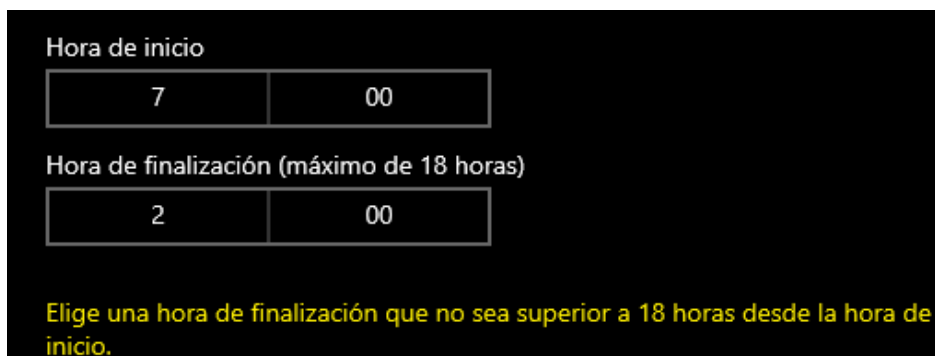 Hora de inicio
7 00
Hora de finalización (máximo de 18 horas)
2 00
Elige una hora de finalización que no sea superior a 18 horas desde la hora de
inicio.